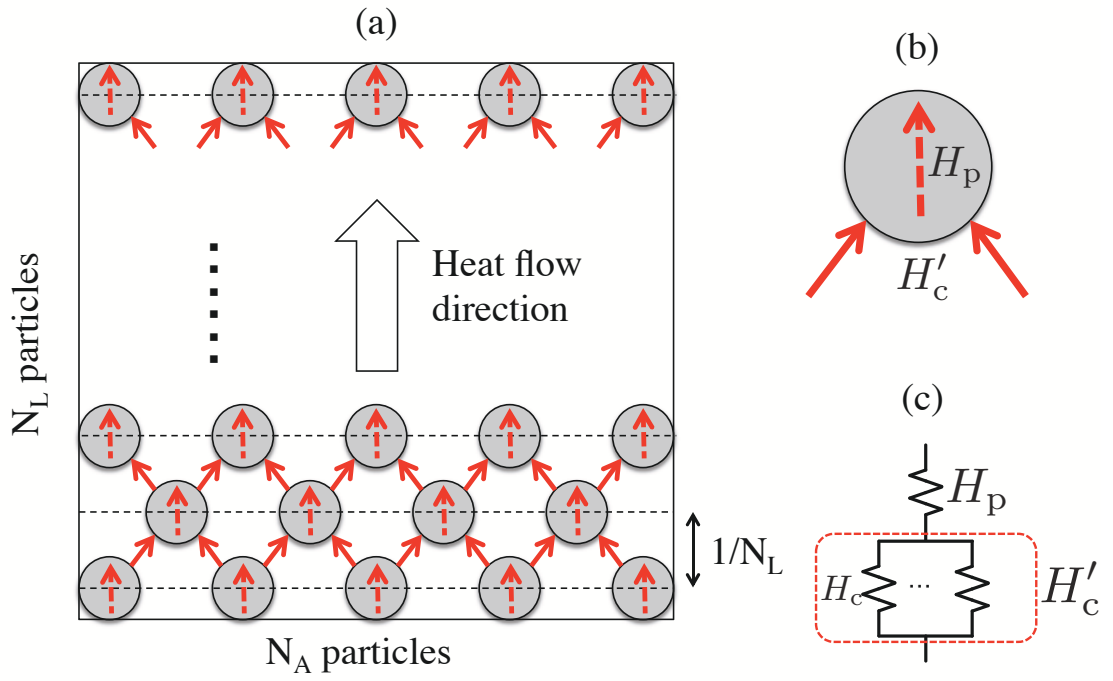 (a)
Heat flow
direction
N_L particles
1/N_L
N_A particles
(b)
H_p
H'_c
(c)
H_p
H_c
...
H'_c